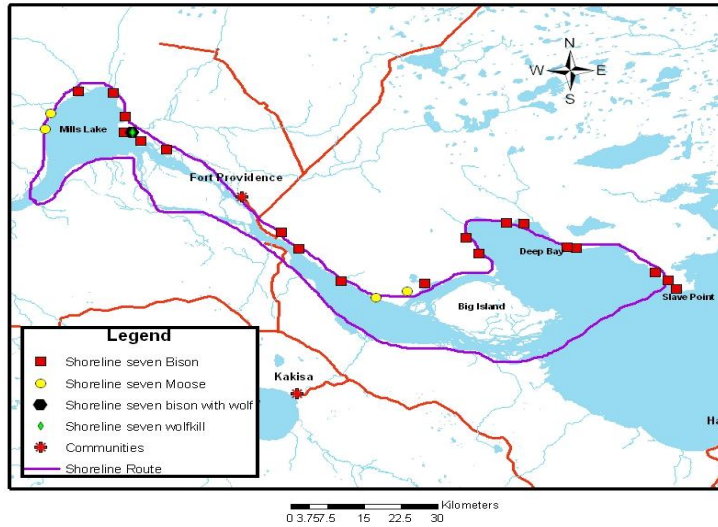 N
W E
S
Mills Lake
Fort Providence
Deep Bay
Slave Point
Big Island
Legend
Shoreline seven Bison
Shoreline seven Moose
Shoreline seven bison with wolf
Shoreline seven wolfkill
Communities
Shoreline Route
Kakisa
Ha
Kilometers
0 3.757.5 15 22.5 30